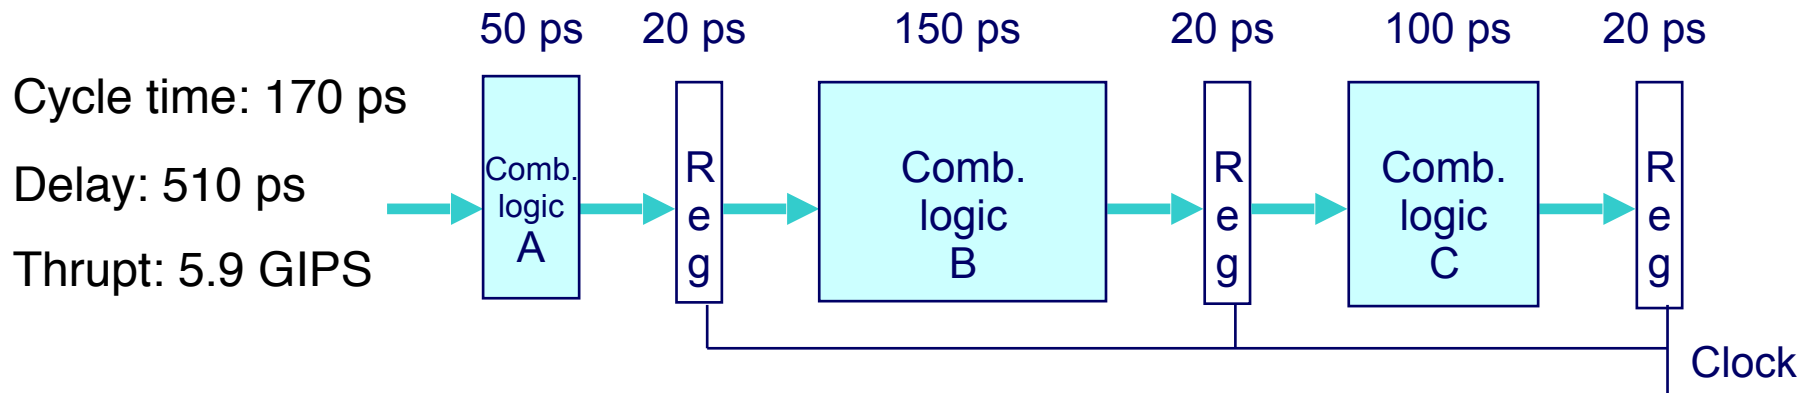 50 ps
20 ps
150 ps
20 ps
100 ps
20 ps
Cycle time: 170 ps
Delay: 510 ps
Thrupt: 5.9 GIPS
Comb.
logic
A
R
e
g
Comb.
logic
B
R
e
g
Comb.
logic
C
R
e
g
Clock